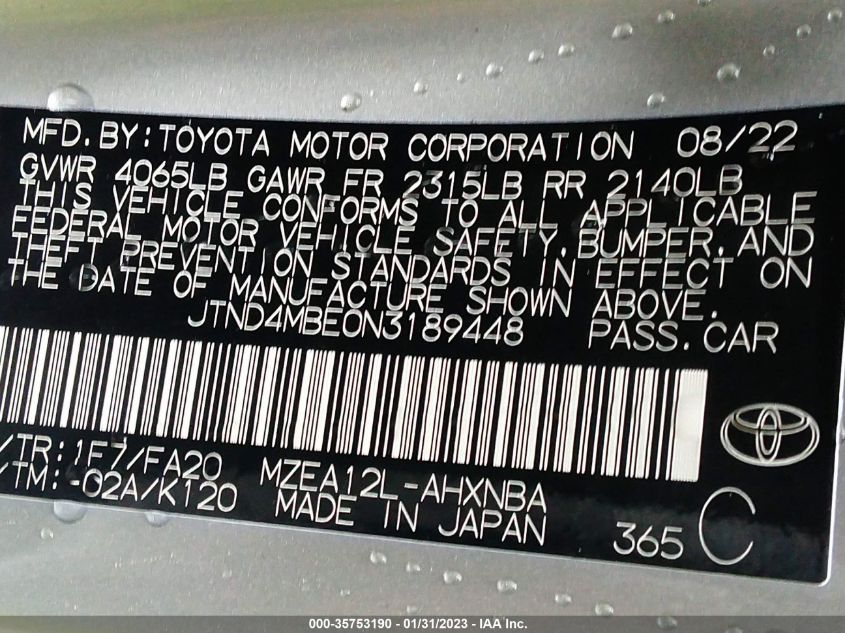 MFD.BY:TOYOTA MOTOR CORPORATION 08/22
GVWR 4065LB GAWR FR 2315LB RR 2140LB
THIS VEHICLE CONFORMS TO ALL APPLICABLE
FEDERAL MOTOR VEHICLE SAFETY,BUMPER,AND
THEFT PREVENTION STANDARDS IN EFFECT ON
THE DATE OF MANUFACTURE SHOWN ABOVE.
JTND4MBE0N3189448 PASS.CAR
/TR:1F7/FA20 MZEA12L-AHXNBA
/TM:-02A/K120 MADE IN JAPAN 365 C
000-35753190 - 01/31/2023 - IAA Inc.